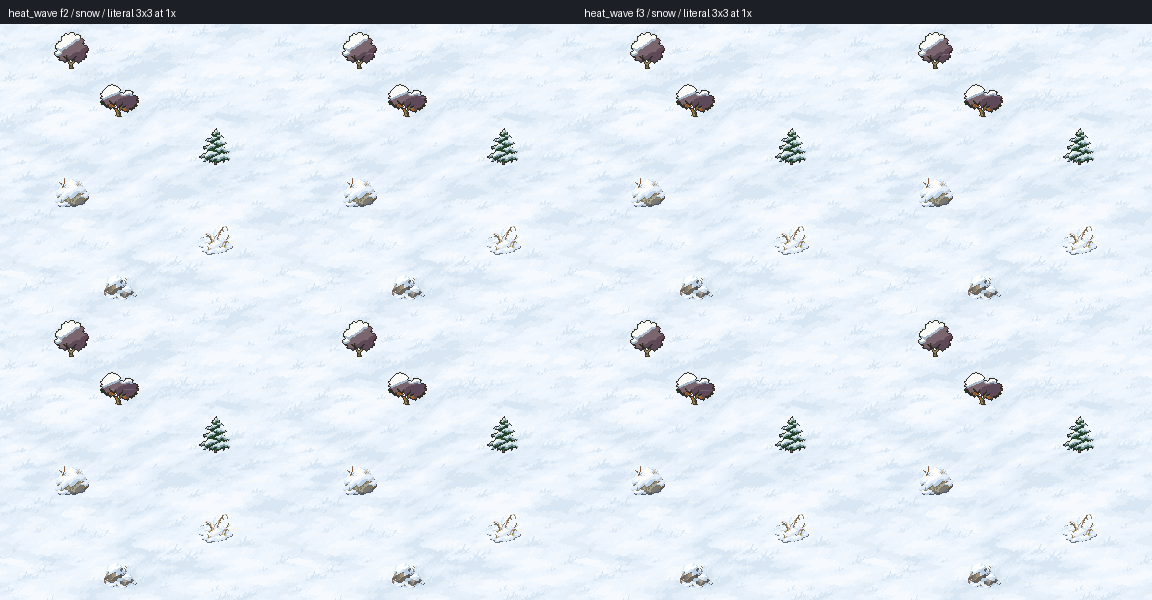 heat_wave f2 / snow / literal 3x3 at 1x
heat_wave f3 / snow / literal 3x3 at 1x